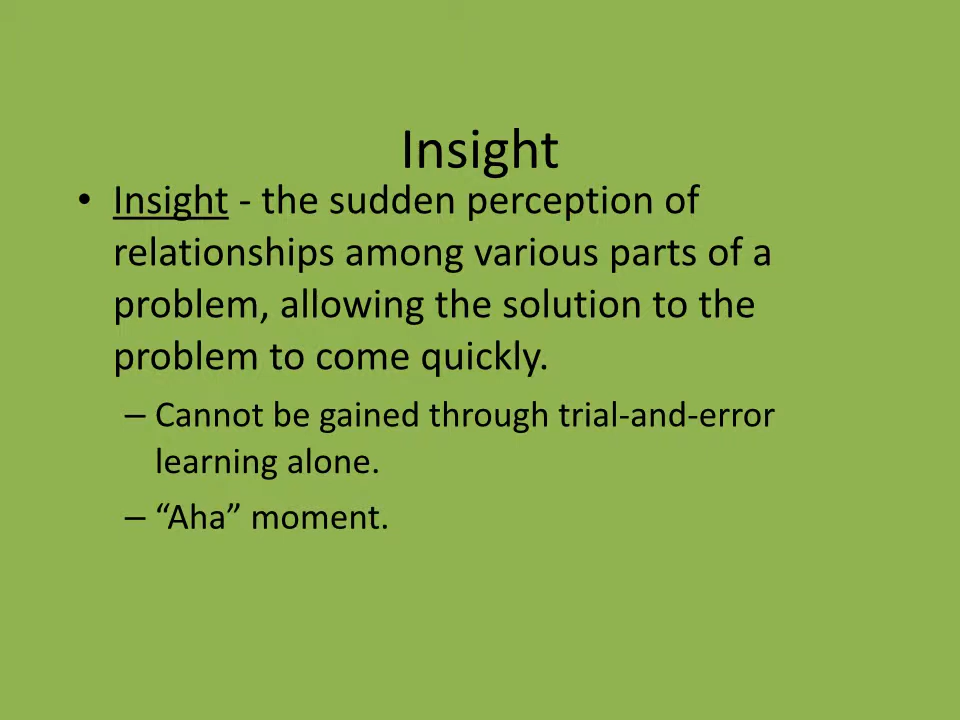 Insight
• Insight - the sudden perception of
relationships among various parts of a
problem, allowing the solution to the
problem to come quickly.
– Cannot be gained through trial-and-error
learning alone.
– “Aha” moment.